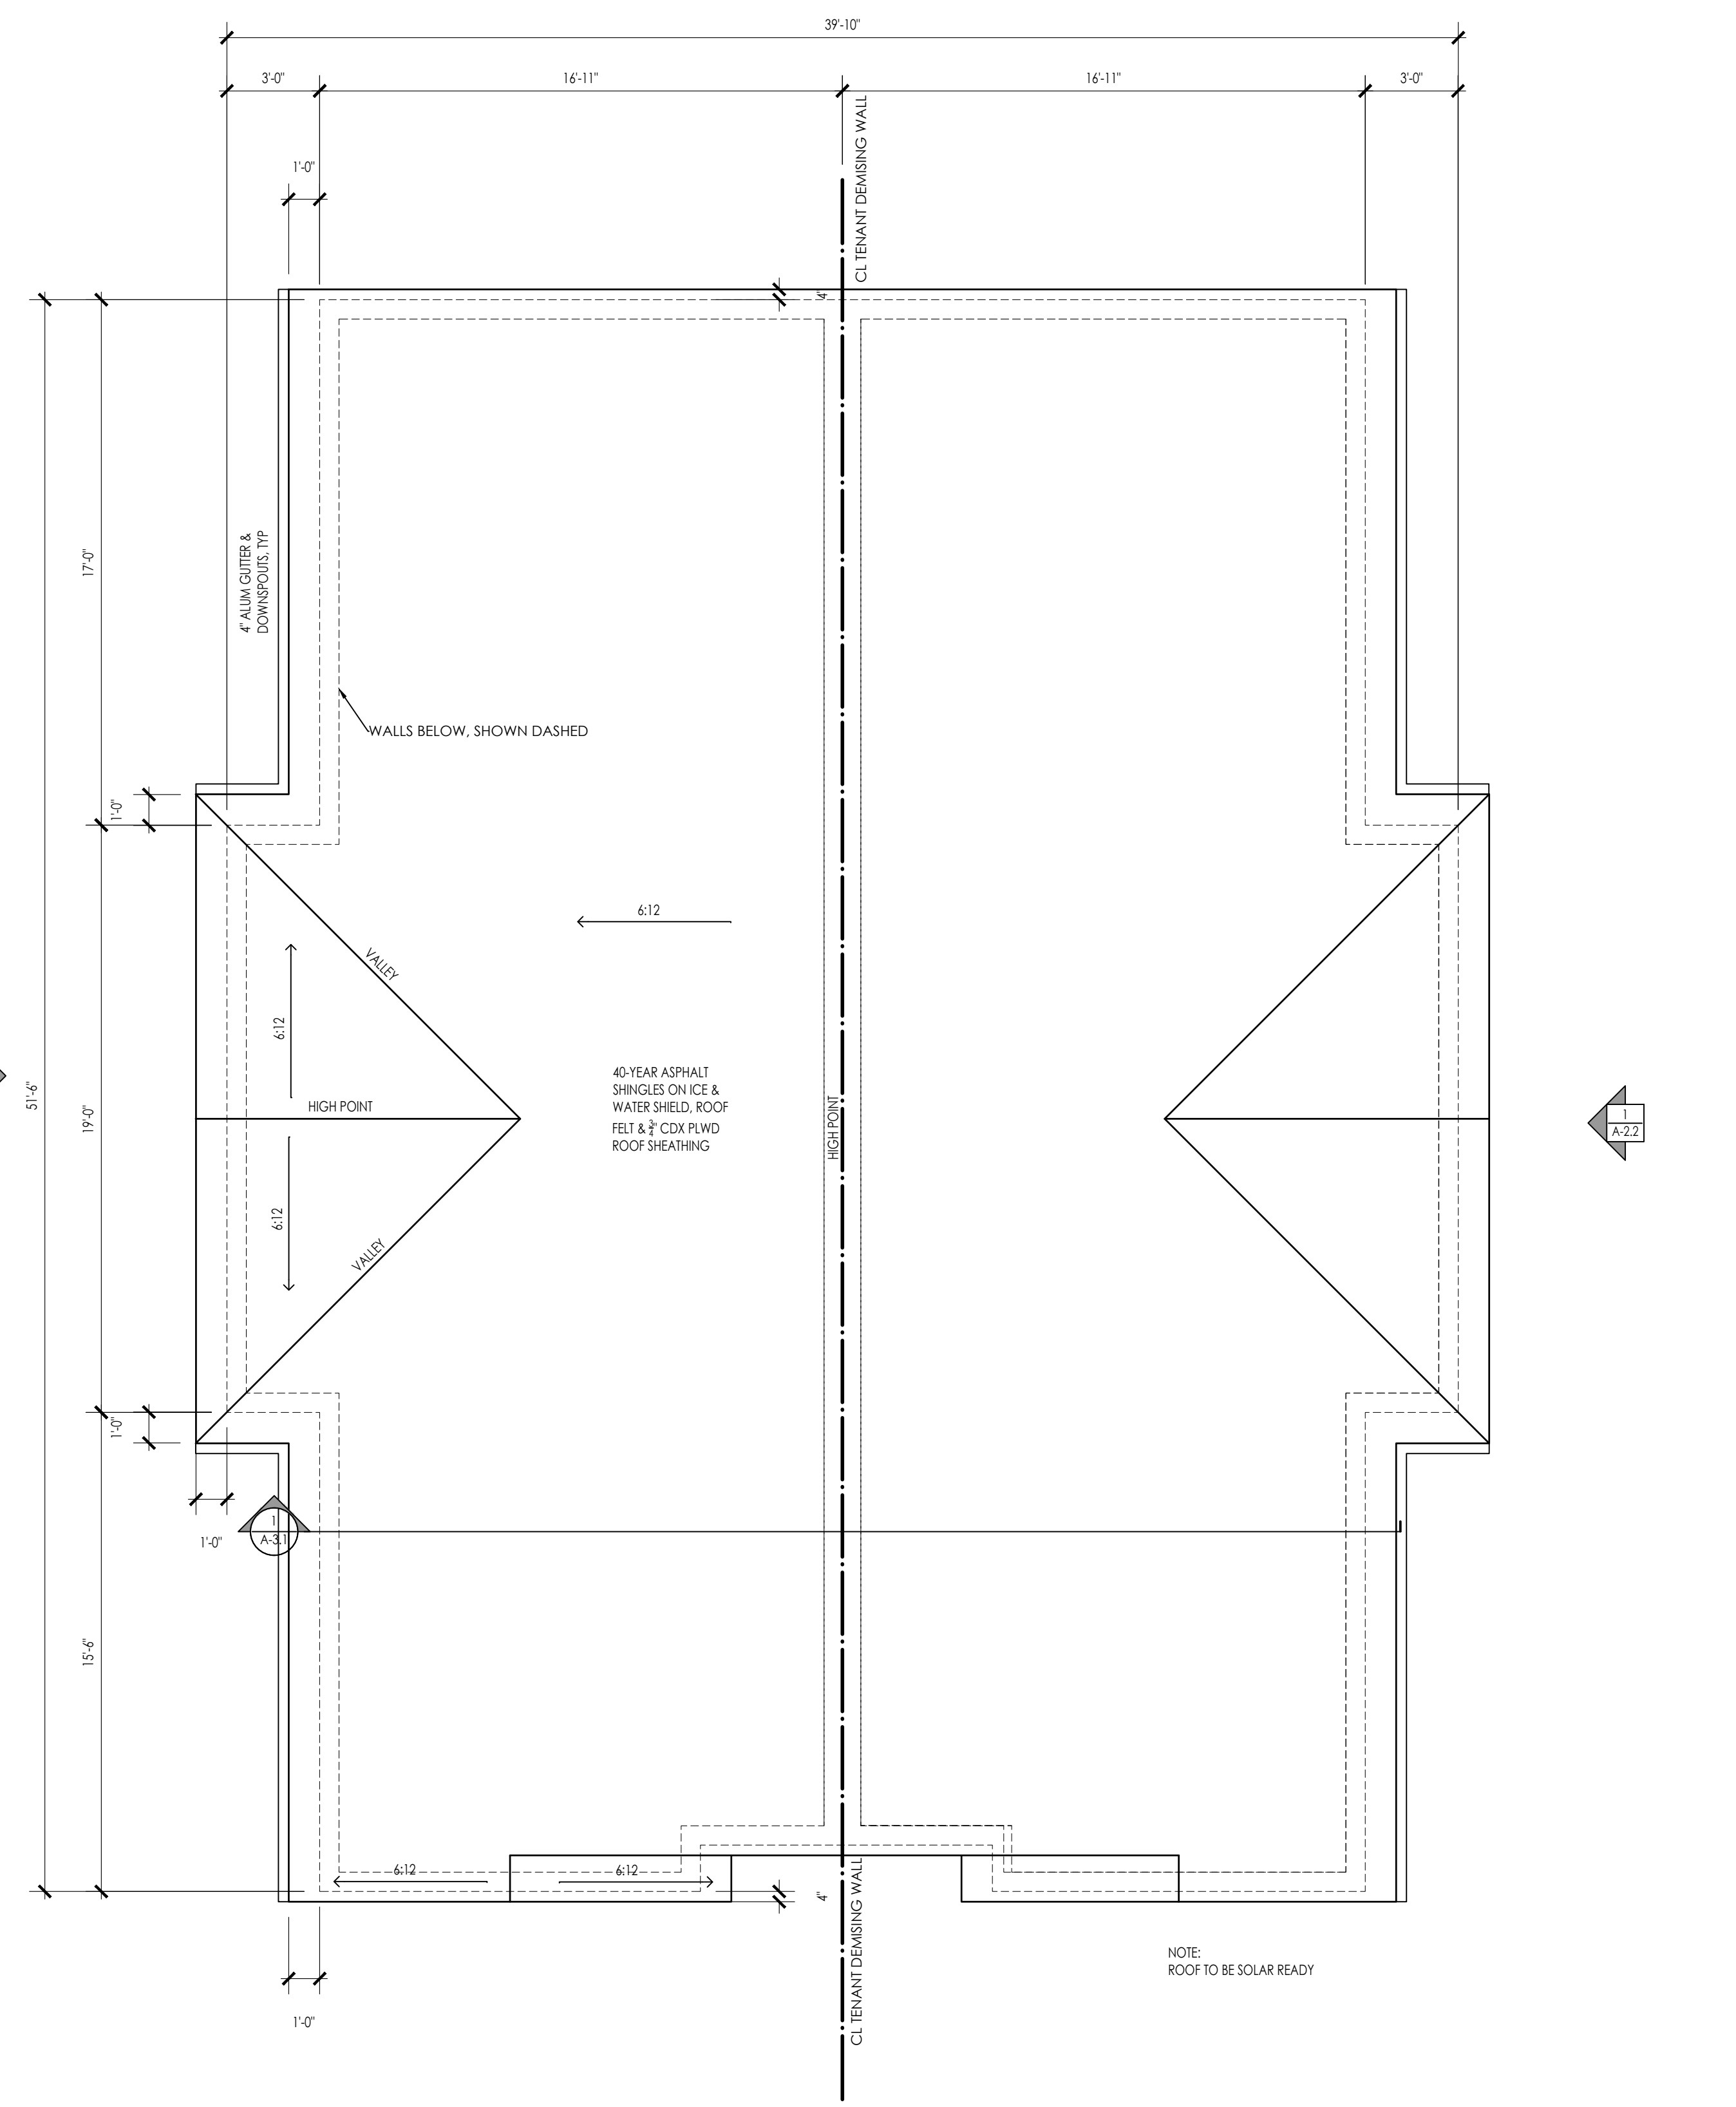 39'-10"
3'-0"
16'-11"
16'-11"
3'-0"
1'-0"
CL TENANT DEMISING WALL
4"
4" ALUM GUTTER &
DOWNSPOUTS, TYP
17'-0"
WALLS BELOW, SHOWN DASHED
1'-0"
6:12
VALLEY
6:12
51'-6"
19'-0"
HIGH POINT
40-YEAR ASPHALT
SHINGLES ON ICE &
WATER SHIELD, ROOF
FELT & 3/4" CDX PLWD
ROOF SHEATHING
HIGH POINT
1
A-2.2
6:12
VALLEY
1'-0"
1'-0"
1
A-3.1
15'-6"
6:12
6:12
4"
CL TENANT DEMISING WALL
NOTE:
ROOF TO BE SOLAR READY
1'-0"